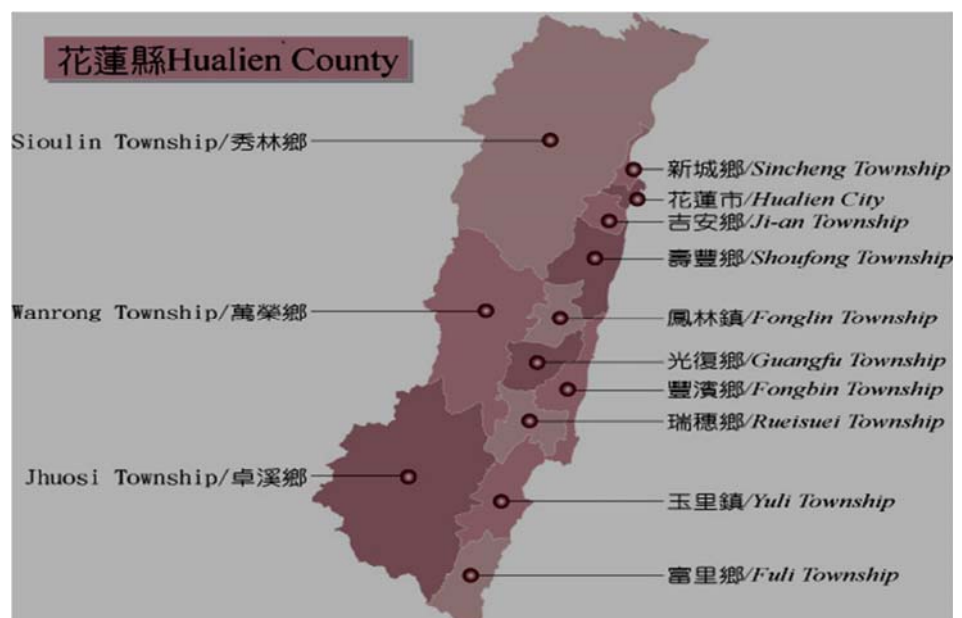 花蓮縣Hualien County
Sioulin Township/秀林鄉
新城鄉/Sincheng Township
花蓮市/Hualien City
吉安鄉/Ji-an Township
壽豐鄉/Shoufong Township
Wanrong Township/萬榮鄉
鳳林鎮/Fonglin Township
光復鄉/Guangfu Township
豐濱鄉/Fongbin Township
瑞穗鄉/Rueisuei Township
Jhuosi Township/卓溪鄉
玉里鎮/Yuli Township
富里鄉/Fuli Township